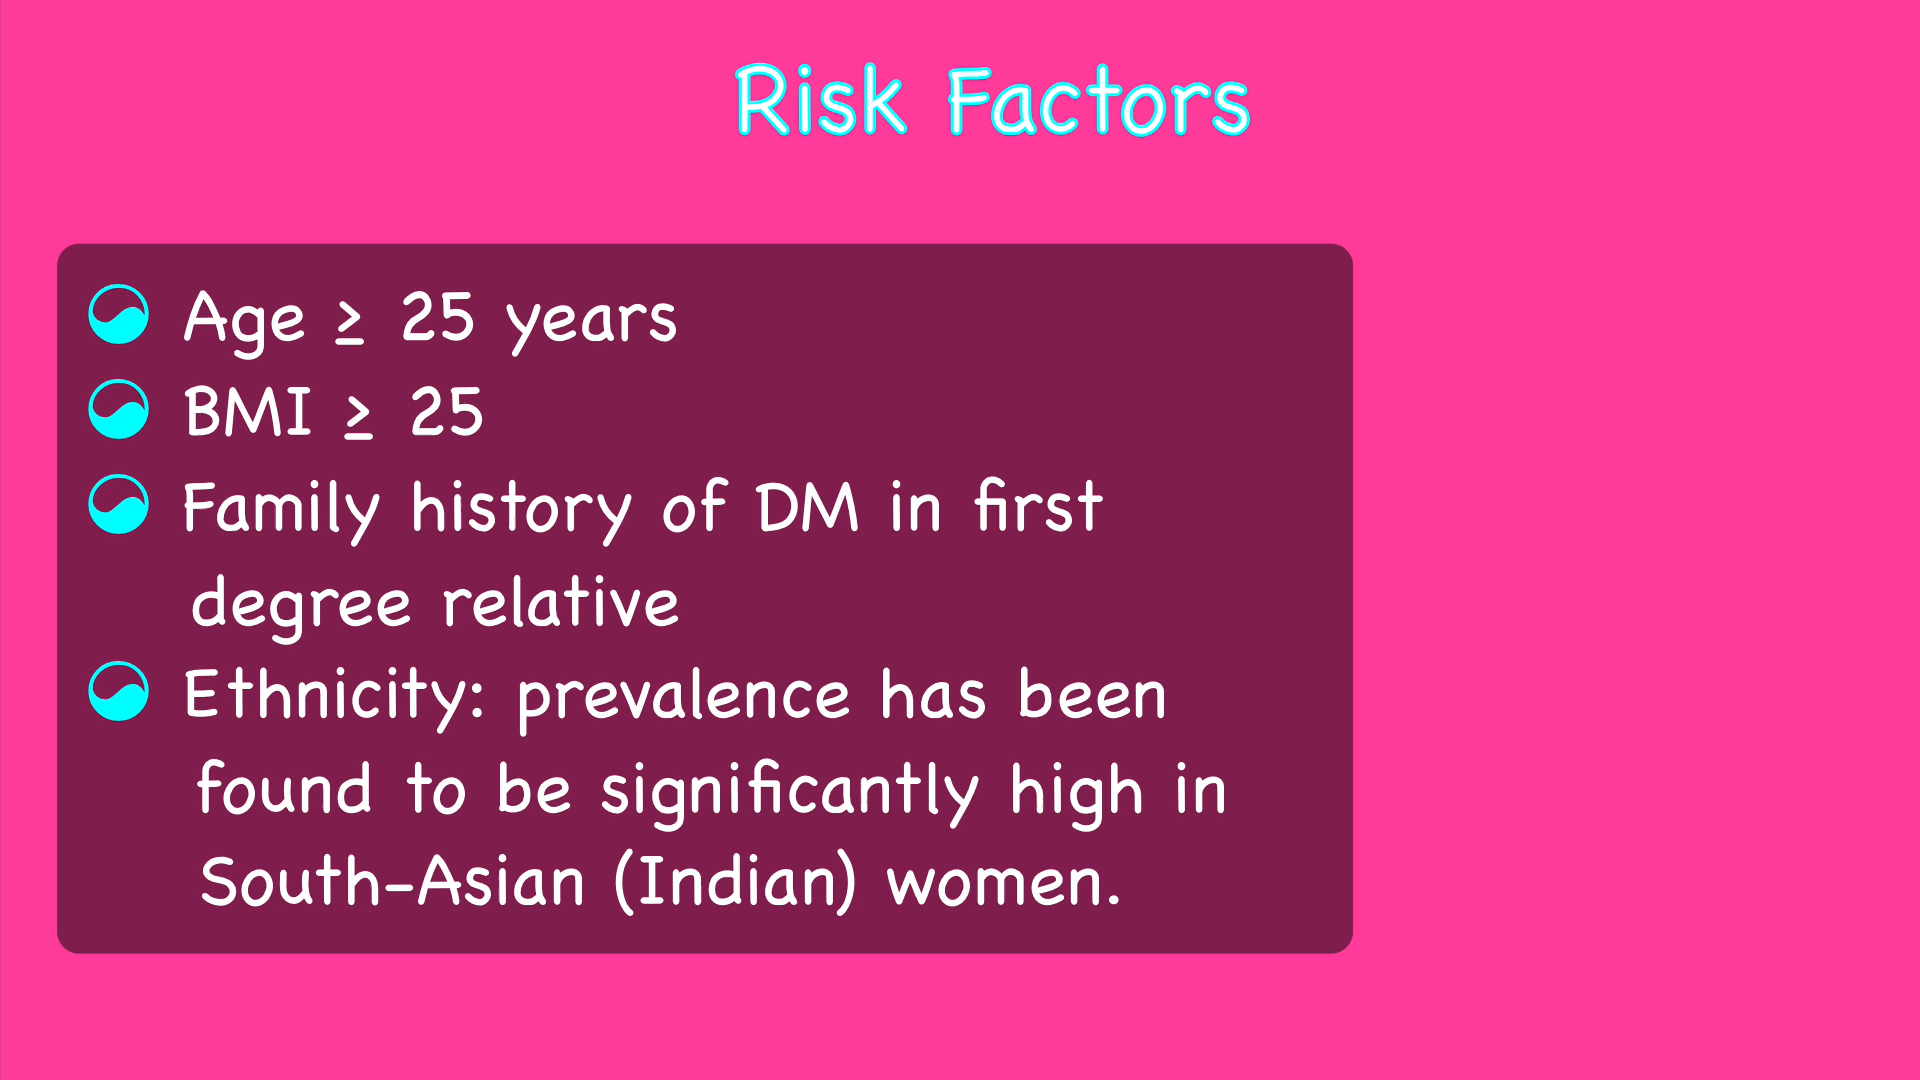 Risk Factors
Age ≥ 25 years
BMI ≥ 25
Family history of DM in first
degree relative
Ethnicity: prevalence has been
found to be significantly high in
South-Asian (Indian) women.